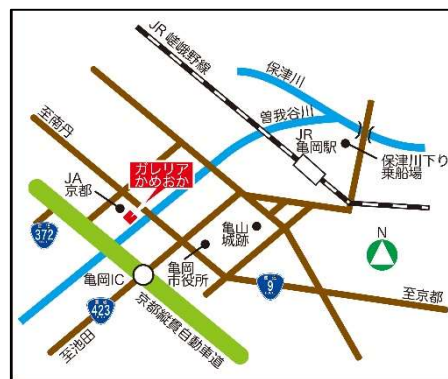 JR嵯峨野線
保津川
曽我谷川
至南丹
JR
亀岡駅
保津川下り
乗船場
ガレリア
かめおか
JA
京都
亀山
城跡
N
372
亀岡IC
亀岡
市役所
9
至京都
423
京都縦貫自動車道
至池田